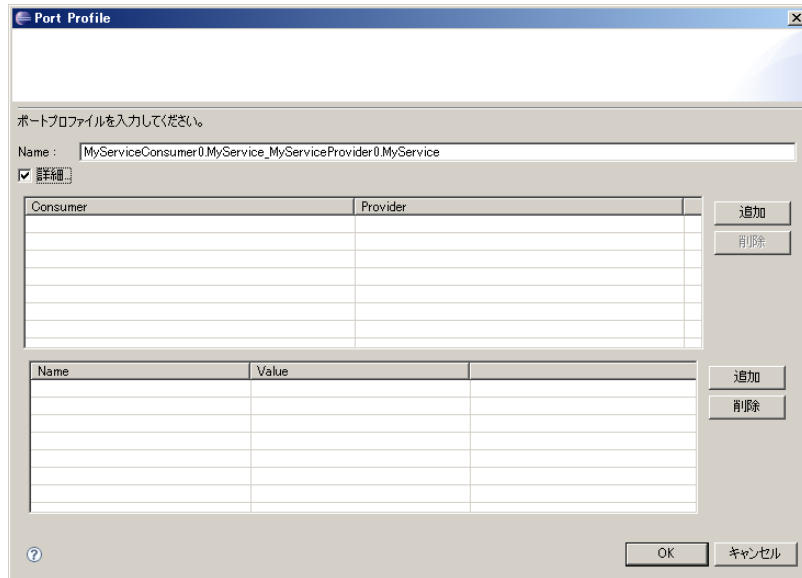 Port Profile
ポートプロファイルを入力してください。
Name : MyServiceConsumer0.MyService_MyServiceProvider0.MyService
詳細...
Consumer Provider
追加
削除
Name Value
追加
削除
OK キャンセル